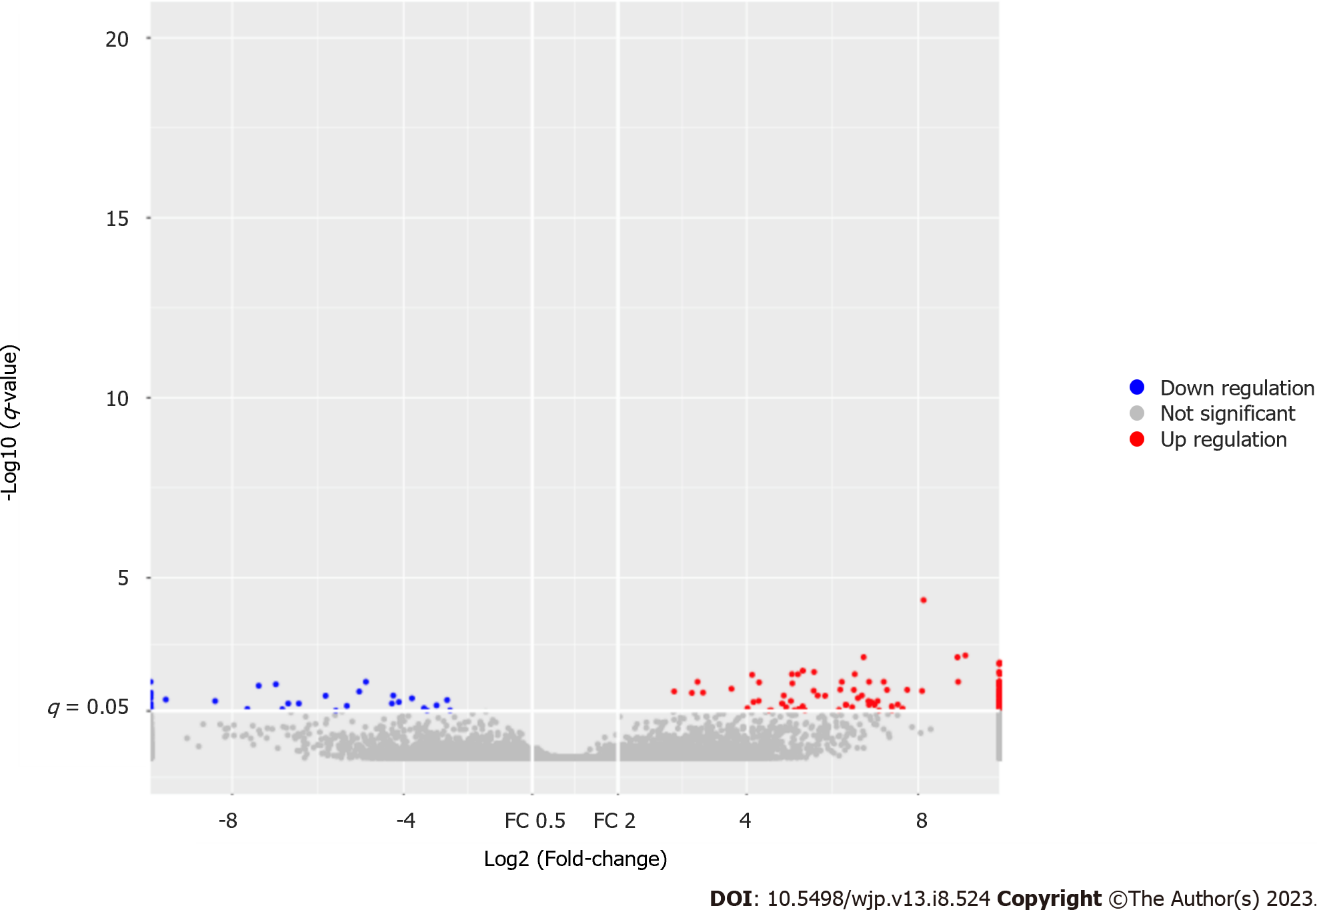 20
15
10
5
q = 0.05
-Log10 (q-value)
-8
-4
FC 0.5
FC 2
4
8
Log2 (Fold-change)
Down regulation
Not significant
Up regulation
DOI: 10.5498/wjp.v13.i8.524 Copyright ©The Author(s) 2023.